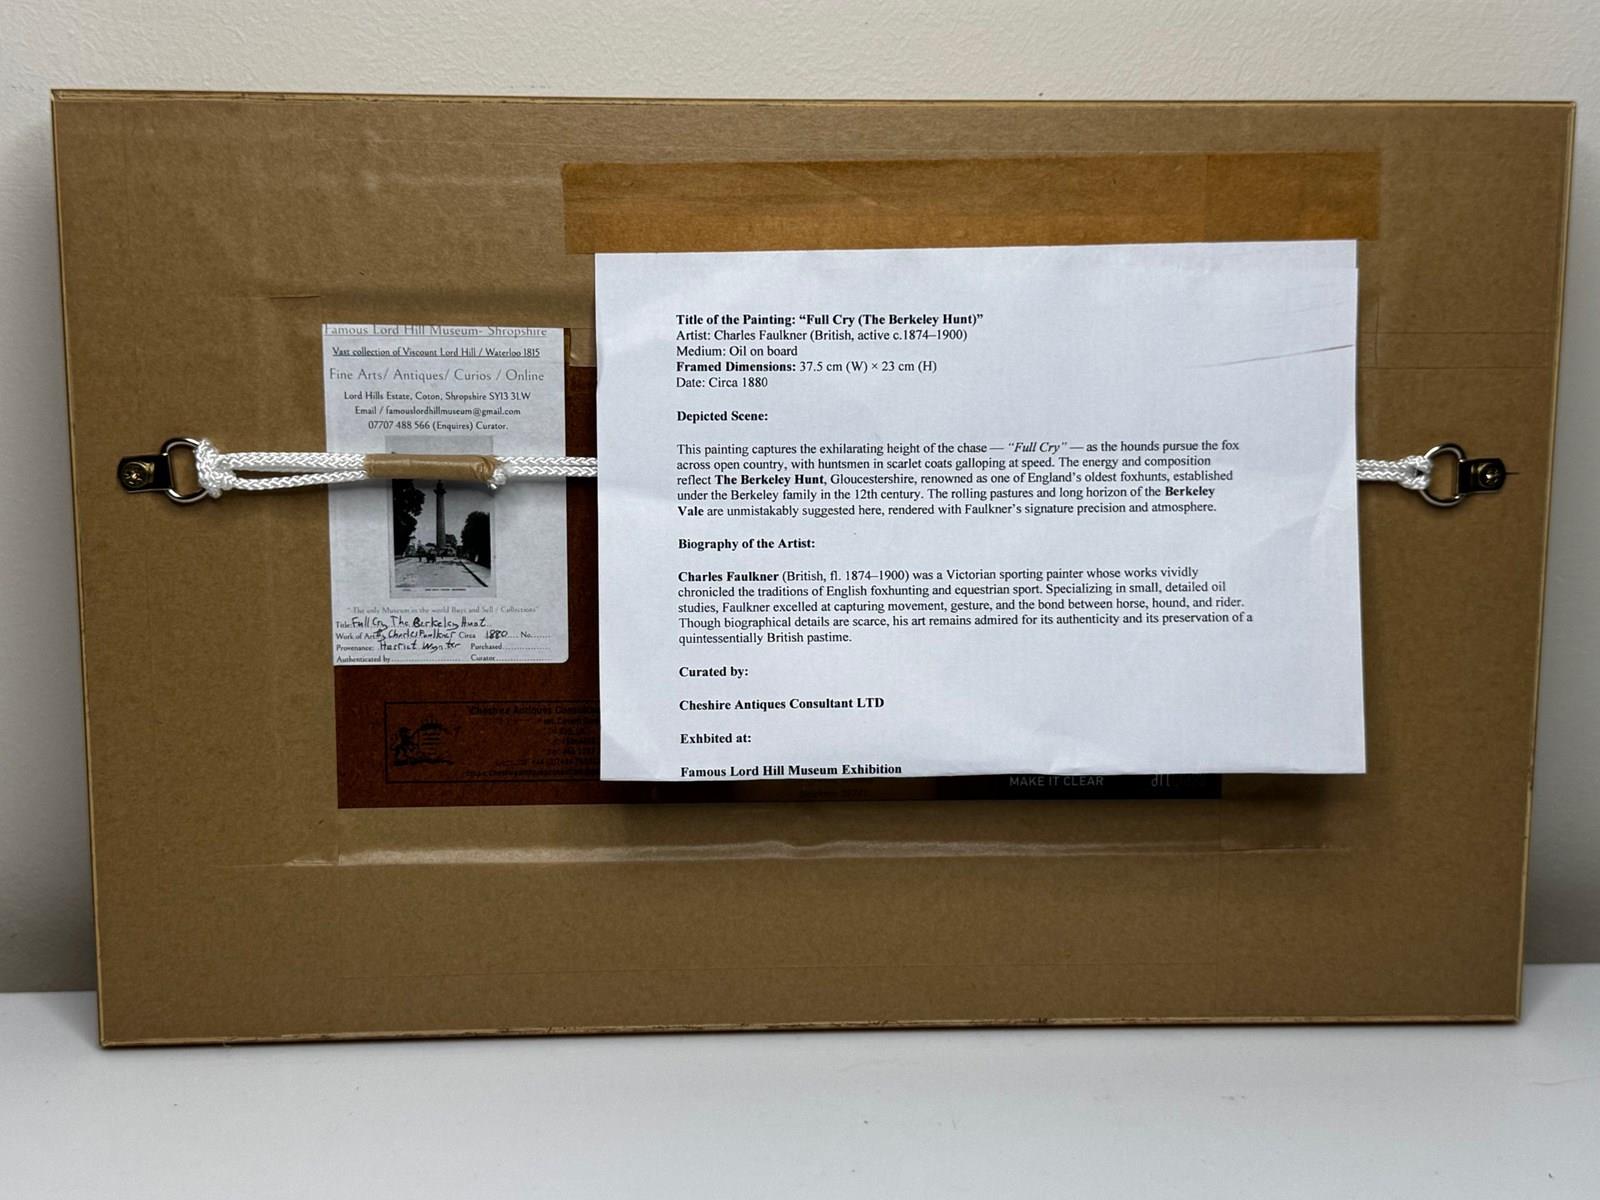 Famous Lord Hill Museum- Shropshire
Vast collection of Viscount Lord Hill / Waterloo 1815
Fine Arts/ Antiques/ Curios / Online
Lord Hills Estate, Coton, Shropshire SY13 3LW
Email / famouslordhillmuseum@gmail.com
07707 488 566 (Enquires) Curator.
"The only Museum in the world Buys and Sell / Collections"
Title: Full Cry The Berkeley Hunt
Work of Art By Charles Faulkner Circa 1880.... No.......
Provenance: Harriet Wynter Purchased...............
Authenticated by....................... Curator................
Cheshire Antiques
Title of the Painting: “Full Cry (The Berkeley Hunt)”
Artist: Charles Faulkner (British, active c.1874–1900)
Medium: Oil on board
Framed Dimensions: 37.5 cm (W) × 23 cm (H)
Date: Circa 1880
Depicted Scene:
This painting captures the exhilarating height of the chase — “Full Cry” — as the hounds pursue the fox
across open country, with huntsmen in scarlet coats galloping at speed. The energy and composition
reflect The Berkeley Hunt, Gloucestershire, renowned as one of England’s oldest foxhunts, established
under the Berkeley family in the 12th century. The rolling pastures and long horizon of the Berkeley
Vale are unmistakably suggested here, rendered with Faulkner’s signature precision and atmosphere.
Biography of the Artist:
Charles Faulkner (British, fl. 1874–1900) was a Victorian sporting painter whose works vividly
chronicled the traditions of English foxhunting and equestrian sport. Specializing in small, detailed oil
studies, Faulkner excelled at capturing movement, gesture, and the bond between horse, hound, and rider.
Though biographical details are scarce, his art remains admired for its authenticity and its preservation of a
quintessentially British pastime.
Curated by:
Cheshire Antiques Consultant LTD
Exhbited at:
Famous Lord Hill Museum Exhibition
MAKE IT CLEAR